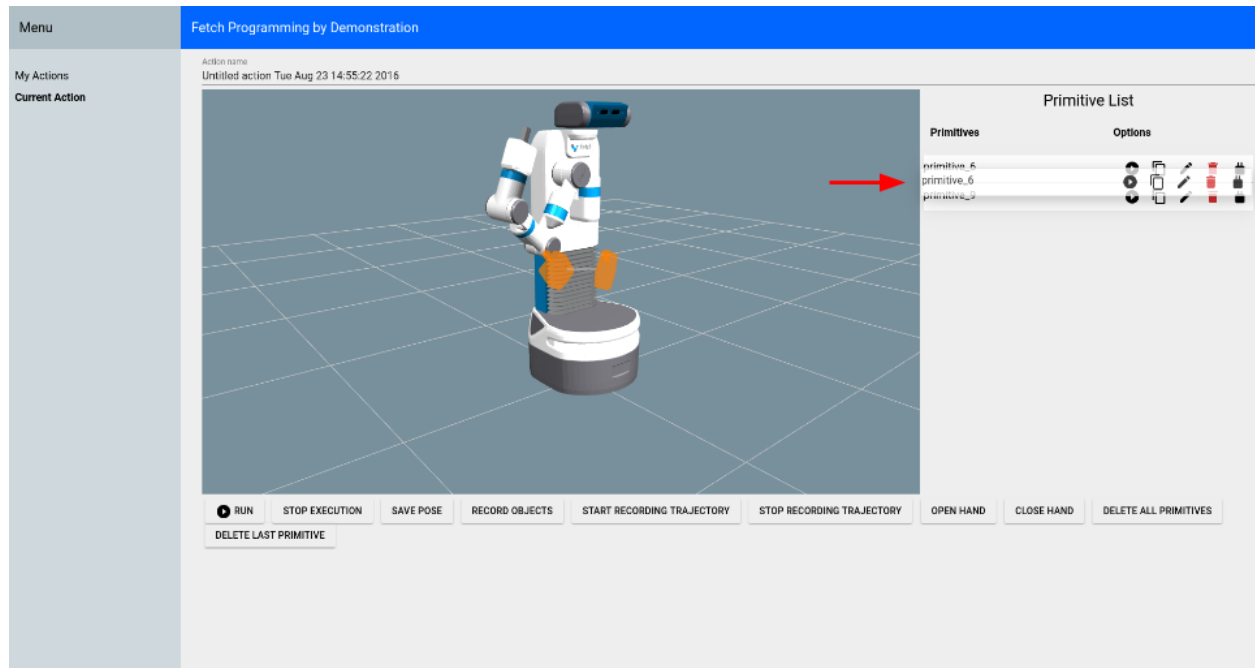 Menu
Fetch Programming by Demonstration
My Actions
Current Action
Action name
Untitled action Tue Aug 23 14:55:22 2016
Primitive List
Primitives Options
primitive_6
primitive_6
primitive_9
RUN STOP EXECUTION SAVE POSE RECORD OBJECTS START RECORDING TRAJECTORY STOP RECORDING TRAJECTORY OPEN HAND CLOSE HAND DELETE ALL PRIMITIVES
DELETE LAST PRIMITIVE